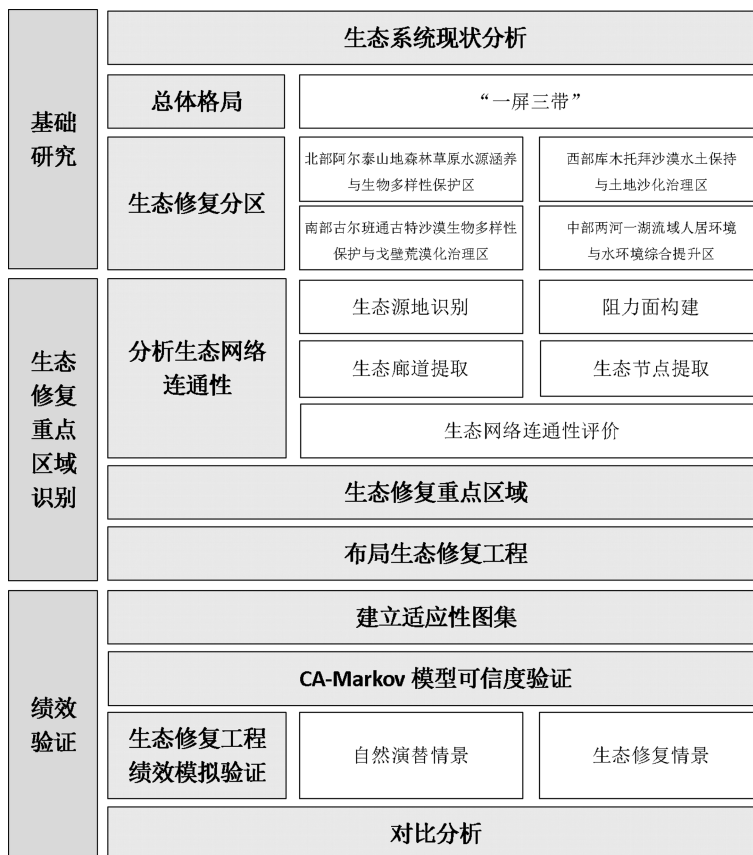 基础
研究
生态系统现状分析
总体格局
“一屏三带”
生态修复分区
北部阿尔泰山地森林草原水源涵养
与生物多样性保护区
西部库木托拜沙漠水土保持
与土地沙化治理区
南部古尔班通古特沙漠生物多样性
保护与戈壁荒漠化治理区
中部两河一湖流域人居环境
与水环境综合提升区
生态
修复
重点
区域
识别
分析生态网络
连通性
生态源地识别
阻力面构建
生态廊道提取
生态节点提取
生态网络连通性评价
生态修复重点区域
布局生态修复工程
绩效
验证
建立适应性图集
CA-Markov 模型可信度验证
生态修复工程
绩效模拟验证
自然演替情景
生态修复情景
对比分析